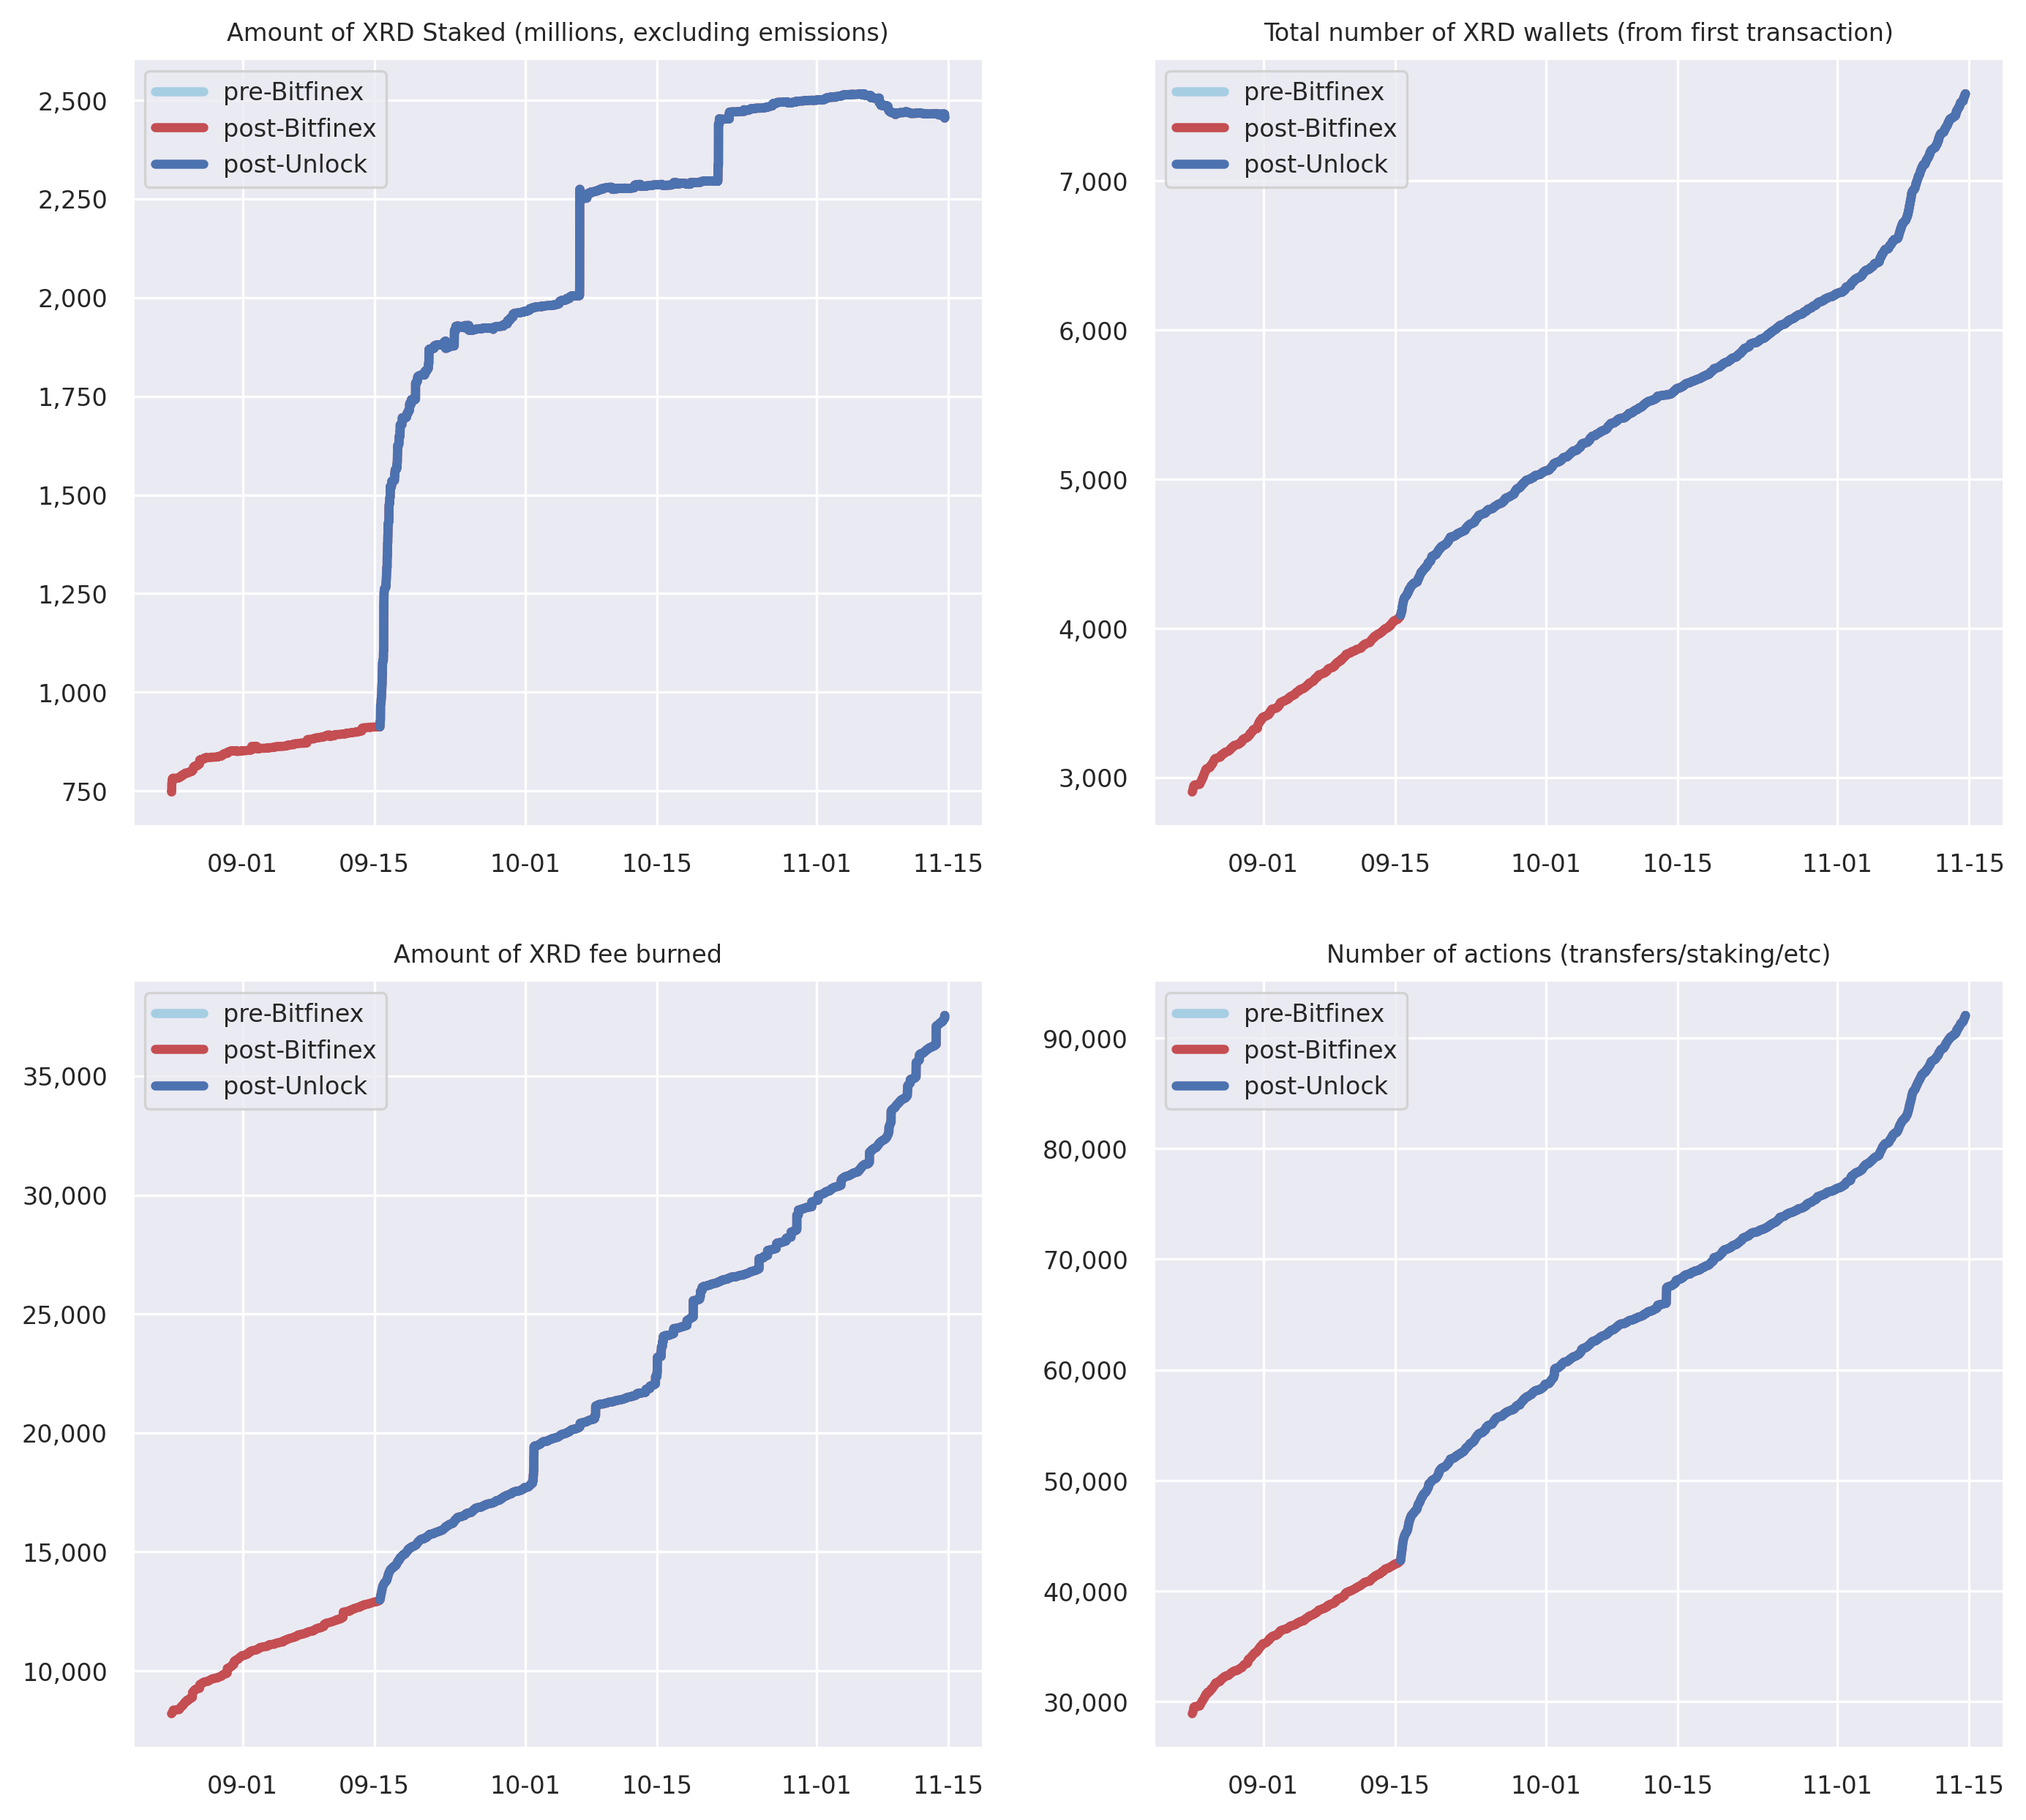 Amount of XRD Staked (millions, excluding emissions)
pre-Bitfinex
post-Bitfinex
post-Unlock
2,500
2,250
2,000
1,750
1,500
1,250
1,000
750
09-01 09-15 10-01 10-15 11-01 11-15
Total number of XRD wallets (from first transaction)
pre-Bitfinex
post-Bitfinex
post-Unlock
7,000
6,000
5,000
4,000
3,000
09-01 09-15 10-01 10-15 11-01 11-15
Amount of XRD fee burned
pre-Bitfinex
post-Bitfinex
post-Unlock
35,000
30,000
25,000
20,000
15,000
10,000
09-01 09-15 10-01 10-15 11-01 11-15
Number of actions (transfers/staking/etc)
pre-Bitfinex
post-Bitfinex
post-Unlock
90,000
80,000
70,000
60,000
50,000
40,000
30,000
09-01 09-15 10-01 10-15 11-01 11-15